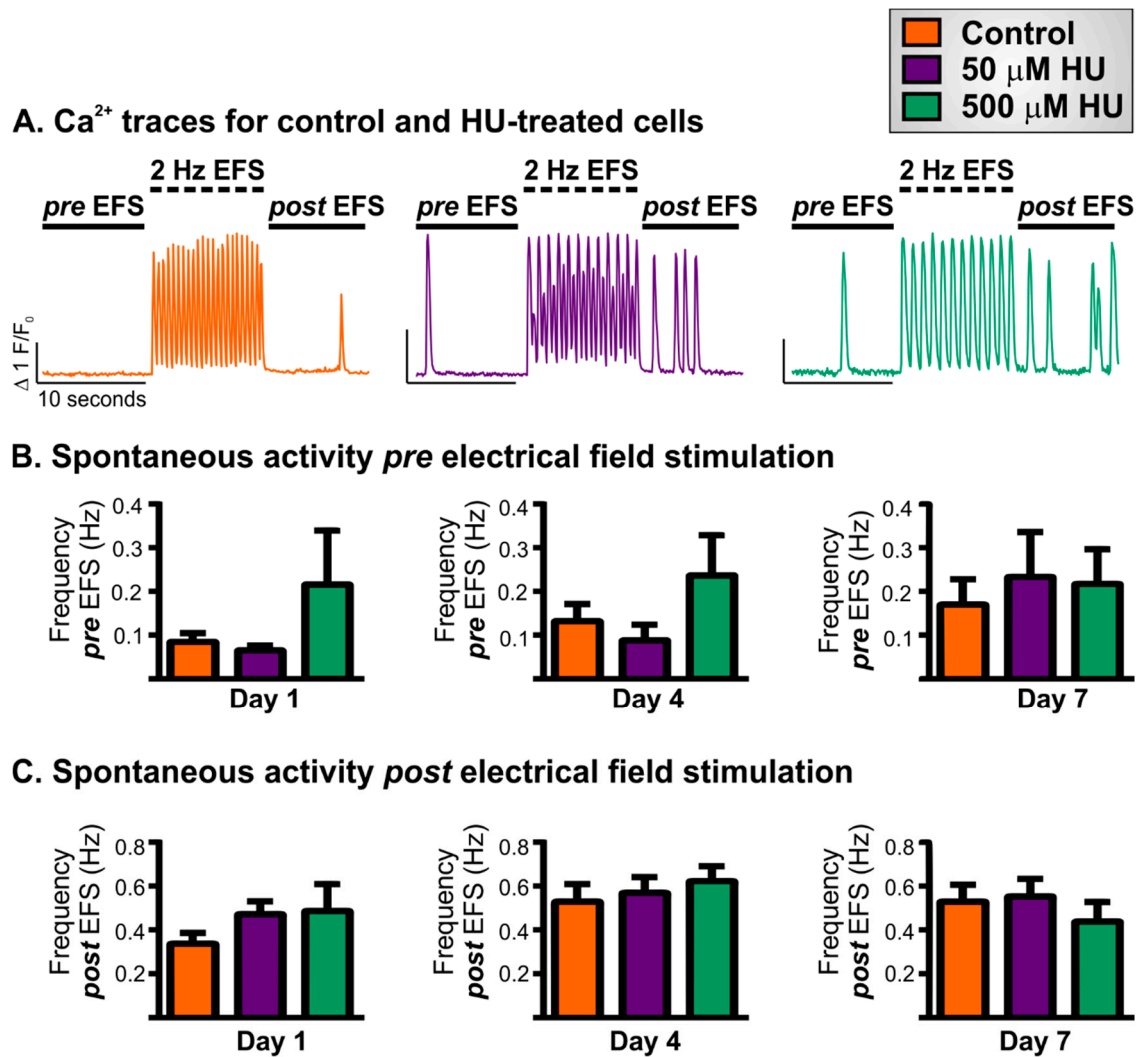 Control
50 μM HU
500 μM HU
A. Ca²⁺ traces for control and HU-treated cells
2 Hz EFS
2 Hz EFS
2 Hz EFS
pre EFS
post EFS
pre EFS
post EFS
pre EFS
post EFS
Δ 1 F/F₀
10 seconds
B. Spontaneous activity pre electrical field stimulation
Frequency
pre EFS (Hz)
0.4
0.3
0.2
0.1
Day 1
Frequency
pre EFS (Hz)
0.4
0.3
0.2
0.1
Day 4
Frequency
pre EFS (Hz)
0.4
0.3
0.2
0.1
Day 7
C. Spontaneous activity post electrical field stimulation
Frequency
post EFS (Hz)
0.8
0.6
0.4
0.2
Day 1
Frequency
post EFS (Hz)
0.8
0.6
0.4
0.2
Day 4
Frequency
post EFS (Hz)
0.8
0.6
0.4
0.2
Day 7